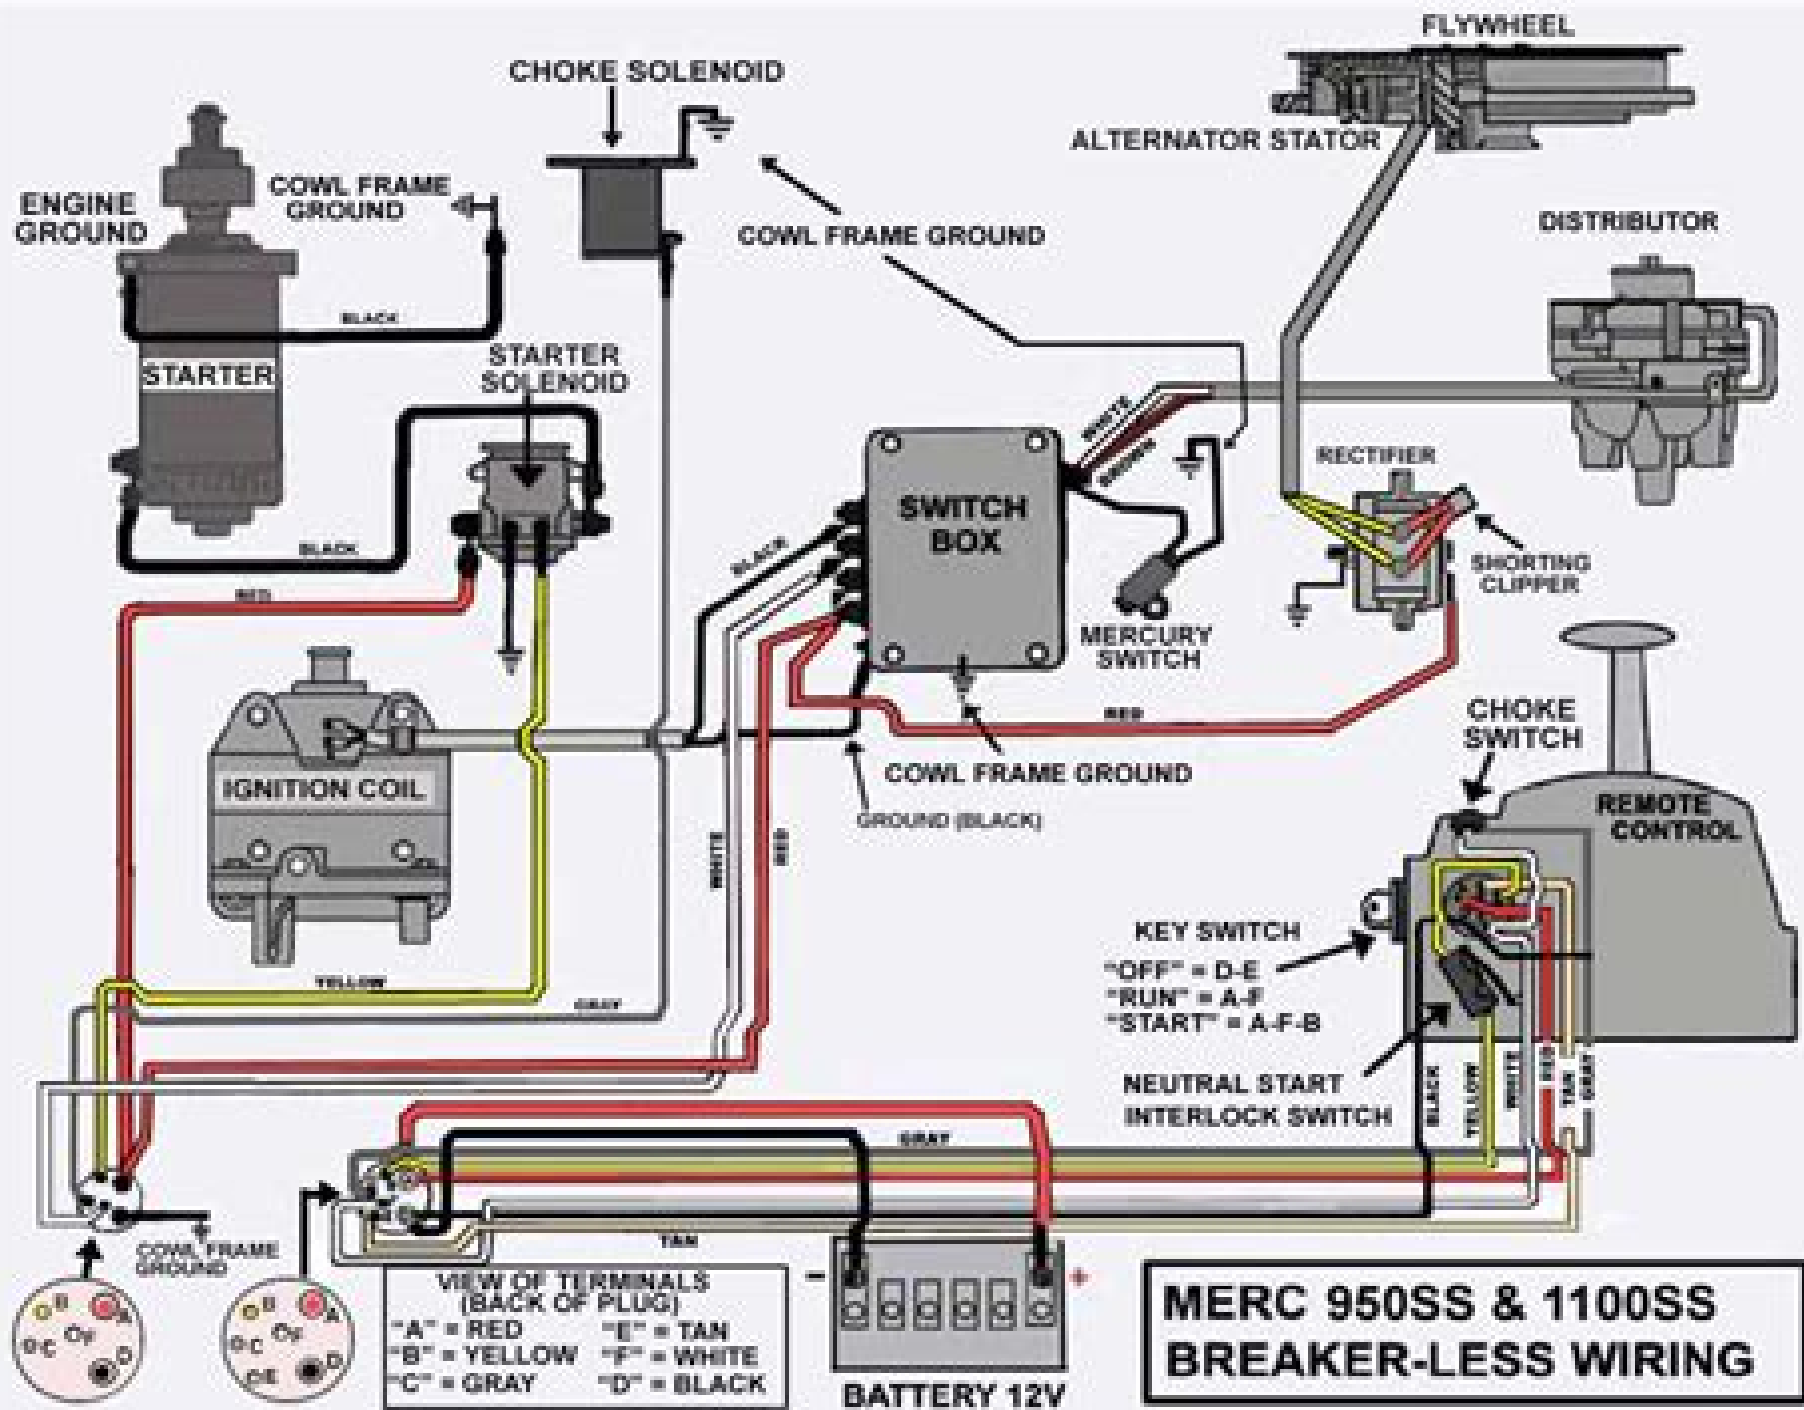 FLYWHEEL
CHOKE SOLENOID
ALTERNATOR STATOR
COWL FRAME
GROUND
ENGINE
GROUND
DISTRIBUTOR
COWL FRAME GROUND
BLACK
STARTER
SOLENOID
STARTER
WHITE
BROWN
RECTIFIER
SWITCH
BOX
BLACK
BLACK
SHORTING
CLIPPER
RED
MERCURY
SWITCH
CHOKE
SWITCH
RED
COWL FRAME GROUND
IGNITION COIL
GROUND (BLACK)
REMOTE
CONTROL
WHITE
RED
KEY SWITCH
"OFF" = D-E
"RUN" = A-F
"START" = A-F-B
YELLOW
GRAY
NEUTRAL START
INTERLOCK SWITCH
BLACK
YELLOW
WHITE
RED
TAN
GRAY
GRAY
TAN
COWL FRAME
GROUND
B
A
C
F
D
B
A
C
F
E
D
VIEW OF TERMINALS
(BACK OF PLUG)
"A" = RED "E" = TAN
"B" = YELLOW "F" = WHITE
"C" = GRAY "D" = BLACK
- +
BATTERY 12V
MERC 950SS & 1100SS
BREAKER-LESS WIRING